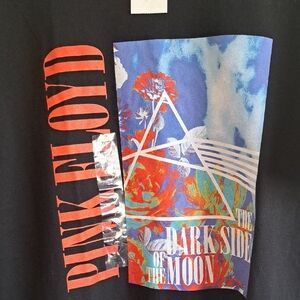 PINK FLOYD
THE
DARK SIDE
OF
THE MOON